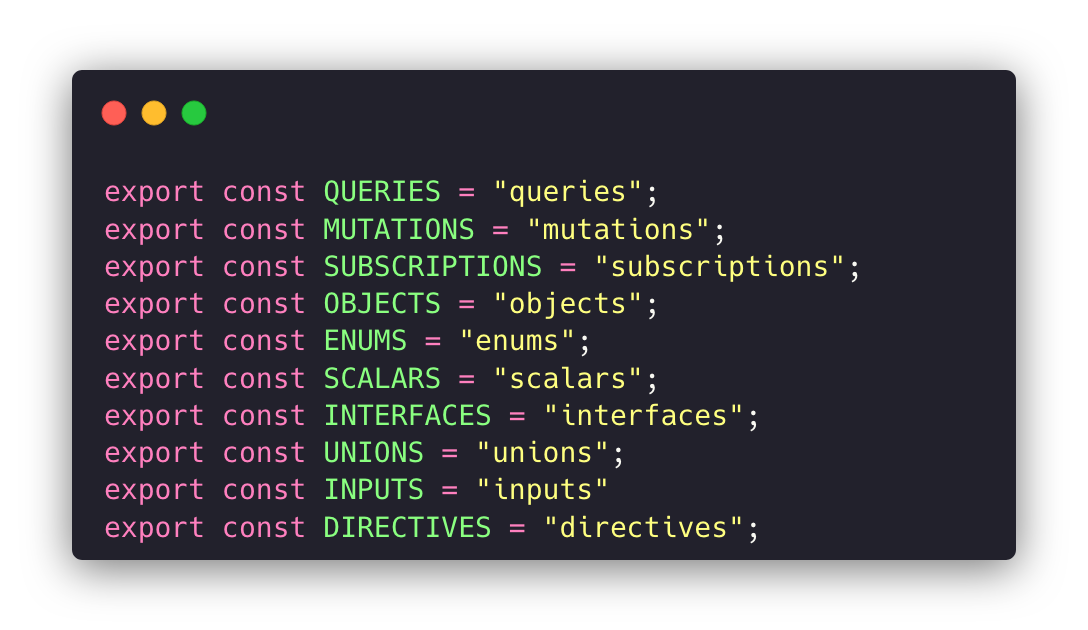 export const QUERIES = "queries";
export const MUTATIONS = "mutations";
export const SUBSCRIPTIONS = "subscriptions";
export const OBJECTS = "objects";
export const ENUMS = "enums";
export const SCALARS = "scalars";
export const INTERFACES = "interfaces";
export const UNIONS = "unions";
export const INPUTS = "inputs"
export const DIRECTIVES = "directives";